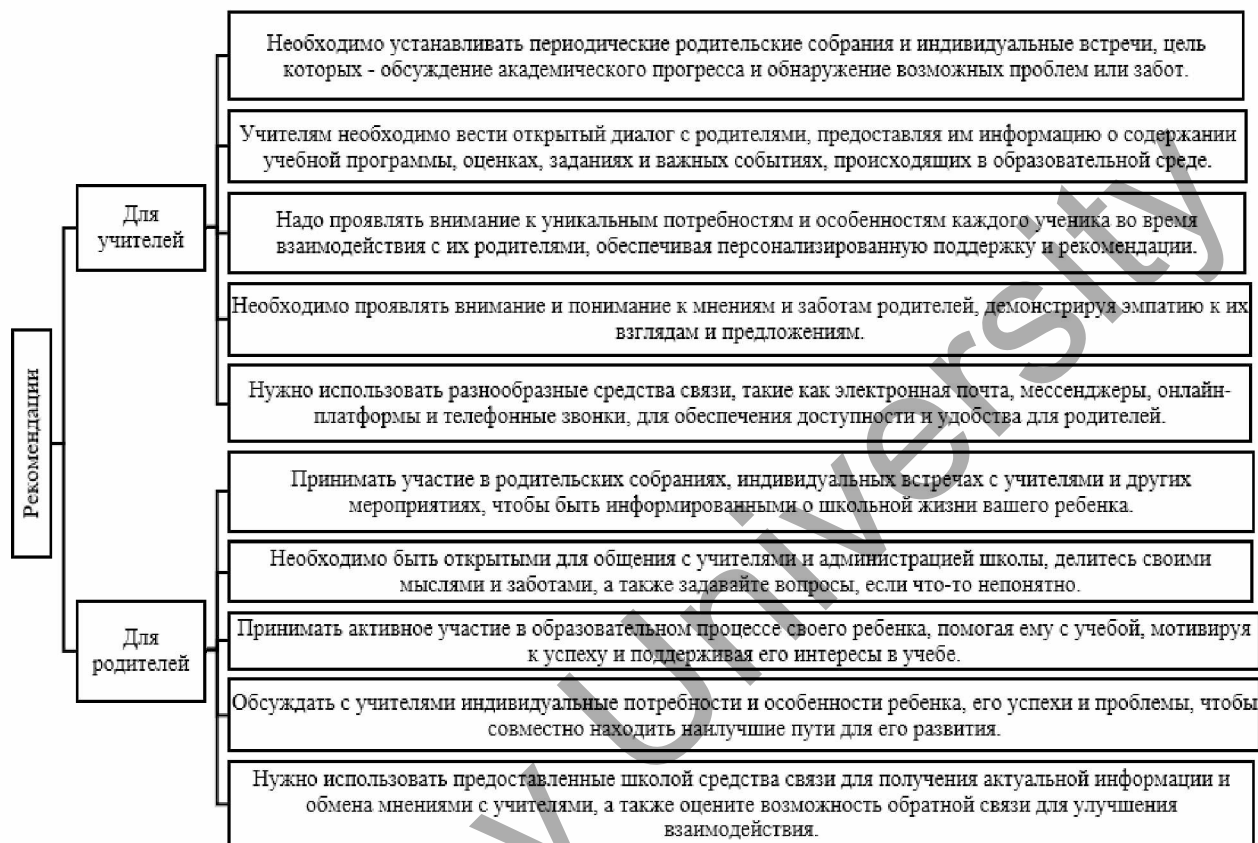 Рекомендации
Для
учителей
Необходимо устанавливать периодические родительские собрания и индивидуальные встречи, цель
которых - обсуждение академического прогресса и обнаружение возможных проблем или забот.
Учителям необходимо вести открытый диалог с родителями, предоставляя им информацию о содержании
учебной программы, оценках, заданиях и важных событиях, происходящих в образовательной среде.
Надо проявлять внимание к уникальным потребностям и особенностям каждого ученика во время
взаимодействия с их родителями, обеспечивая персонализированную поддержку и рекомендации.
Необходимо проявлять внимание и понимание к мнениям и заботам родителей, демонстрируя эмпатию к их
взглядам и предложениям.
Нужно использовать разнообразные средства связи, такие как электронная почта, мессенджеры, онлайн-
платформы и телефонные звонки, для обеспечения доступности и удобства для родителей.
Для
родителей
Принимать участие в родительских собраниях, индивидуальных встречах с учителями и других
мероприятиях, чтобы быть информированными о школьной жизни вашего ребенка.
Необходимо быть открытыми для общения с учителями и администрацией школы, делитесь своими
мыслями и заботами, а также задавайте вопросы, если что-то непонятно.
Принимать активное участие в образовательном процессе своего ребенка, помогая ему с учебой, мотивируя
к успеху и поддерживая его интересы в учебе.
Обсуждать с учителями индивидуальные потребности и особенности ребенка, его успехи и проблемы, чтобы
совместно находить наилучшие пути для его развития.
Нужно использовать предоставленные школой средства связи для получения актуальной информации и
обмена мнениями с учителями, а также оцените возможность обратной связи для улучшения
взаимодействия.
y University